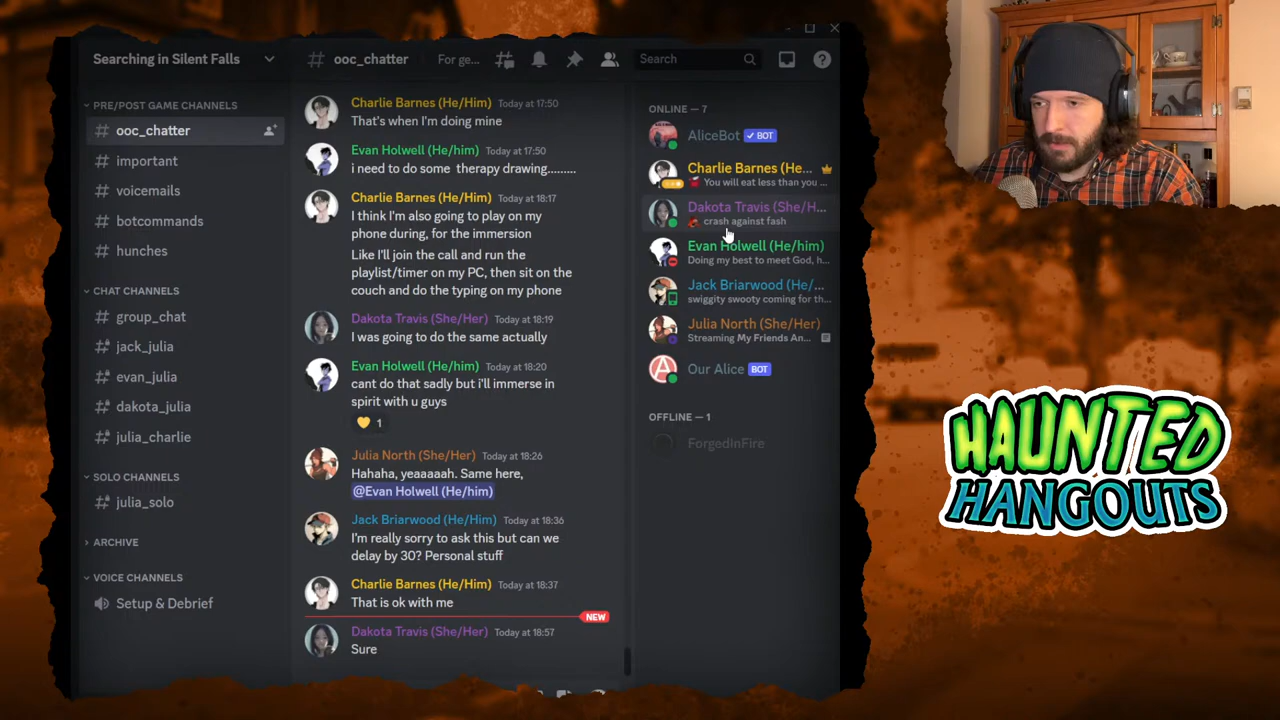 Searching in Silent Falls
PRE/POST GAME CHANNELS
ooc_chatter
important
voicemails
botcommands
hunches
CHAT CHANNELS
group_chat
jack_julia
evan_julia
dakota_julia
julia_charlie
SOLO CHANNELS
julia_solo
ARCHIVE
VOICE CHANNELS
Setup & Debrief
# ooc_chatter For ge... Search
Charlie Barnes (He/Him) Today at 17:50
That's when I'm doing mine
Evan Holwell (He/him) Today at 17:50
i need to do some therapy drawing.........
Charlie Barnes (He/Him) Today at 18:17
I think I'm also going to play on my
phone during, for the immersion
Like I'll join the call and run the
playlist/timer on my PC, then sit on the
couch and do the typing on my phone
Dakota Travis (She/Her) Today at 18:19
I was going to do the same actually
Evan Holwell (He/him) Today at 18:20
cant do that sadly but i'll immerse in
spirit with u guys
1
Julia North (She/Her) Today at 18:26
Hahaha, yeaaaaah. Same here,
@Evan Holwell (He/him)
Jack Briarwood (He/Him) Today at 18:36
I'm really sorry to ask this but can we
delay by 30? Personal stuff
Charlie Barnes (He/Him) Today at 18:37
That is ok with me
NEW
Dakota Travis (She/Her) Today at 18:57
Sure
ONLINE — 7
AliceBot BOT
Charlie Barnes (He...
You will eat less than you ...
Dakota Travis (She/H...
crash against fash
Evan Holwell (He/him)
Doing my best to meet God, h...
Jack Briarwood (He/...
swiggity swooty coming for th...
Julia North (She/Her)
Streaming My Friends An...
Our Alice BOT
OFFLINE — 1
ForgedInFire
HAUNTED
HANGOUTS